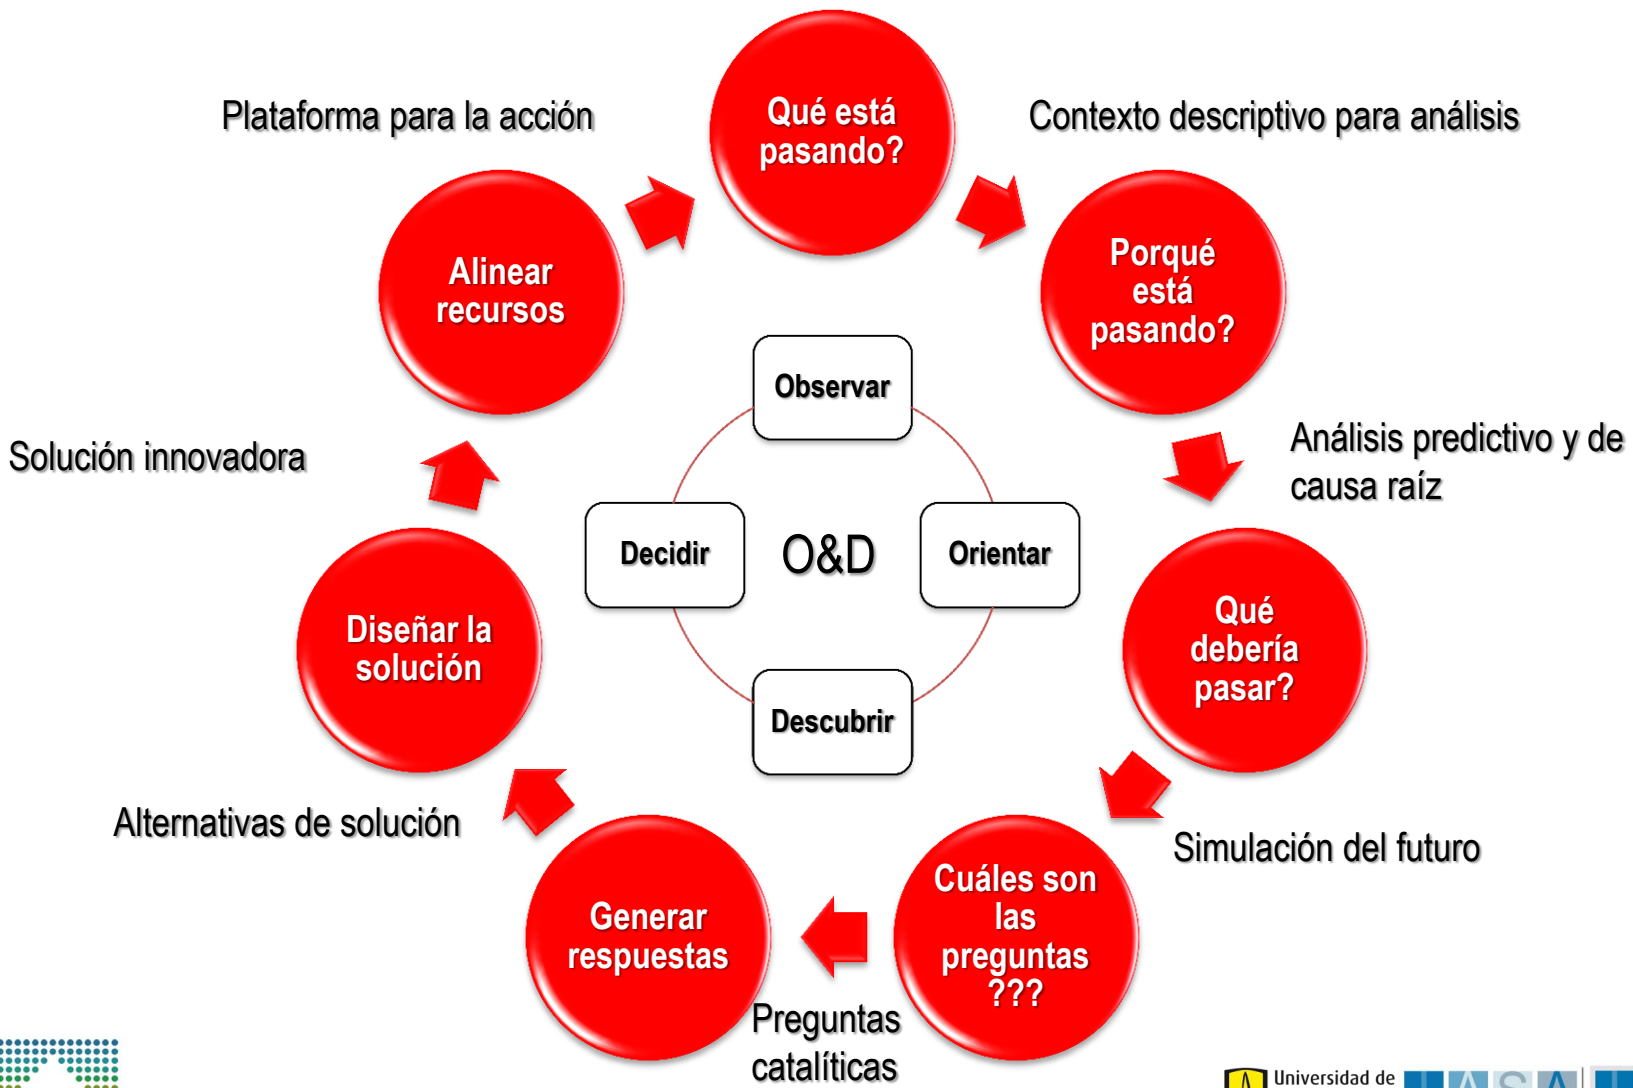 Qué está
pasando?
Plataforma para la acción
Contexto descriptivo para análisis
Alinear
recursos
Porqué
está
pasando?
Observar
Solución innovadora
Análisis predictivo y de
causa raíz
Decidir
O&D
Orientar
Diseñar la
solución
Qué
debería
pasar?
Descubrir
Alternativas de solución
Simulación del futuro
Generar
respuestas
Cuáles son
las
preguntas
???
Preguntas
catalíticas
Universidad de